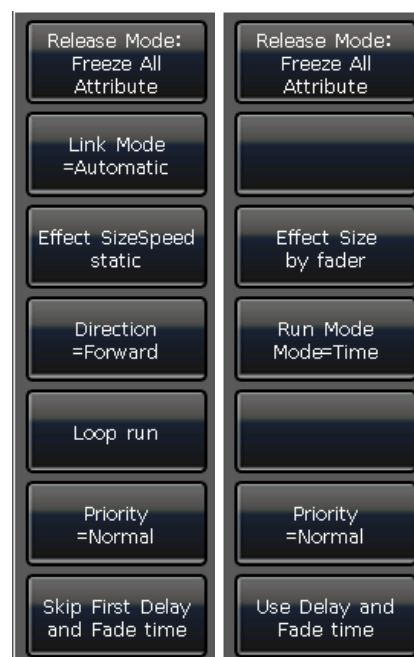 Release Mode:
Freeze All
Attribute
Link Mode
=Automatic
Effect SizeSpeed
static
Direction
=Forward
Loop run
Priority
=Normal
Skip First Delay
and Fade time
Release Mode:
Freeze All
Attribute
Effect Size
by fader
Run Mode
Mode=Time
Priority
=Normal
Use Delay and
Fade time